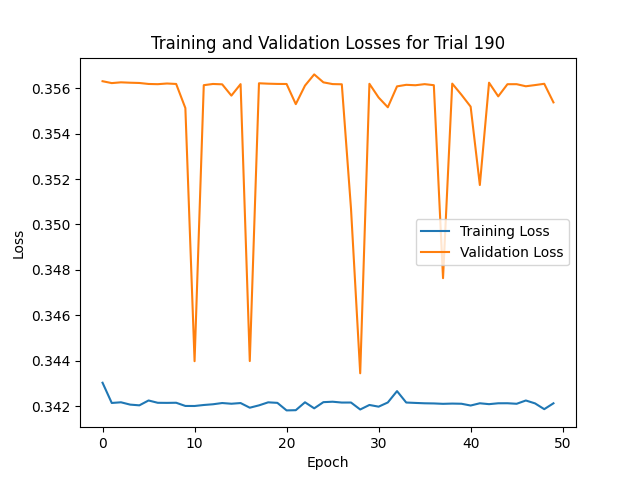 Training and Validation Losses for Trial 190
0.356
0.354
0.352
0.350
0.348
0.346
0.344
0.342
Loss
Training Loss
Validation Loss
0
10
20
30
40
50
Epoch